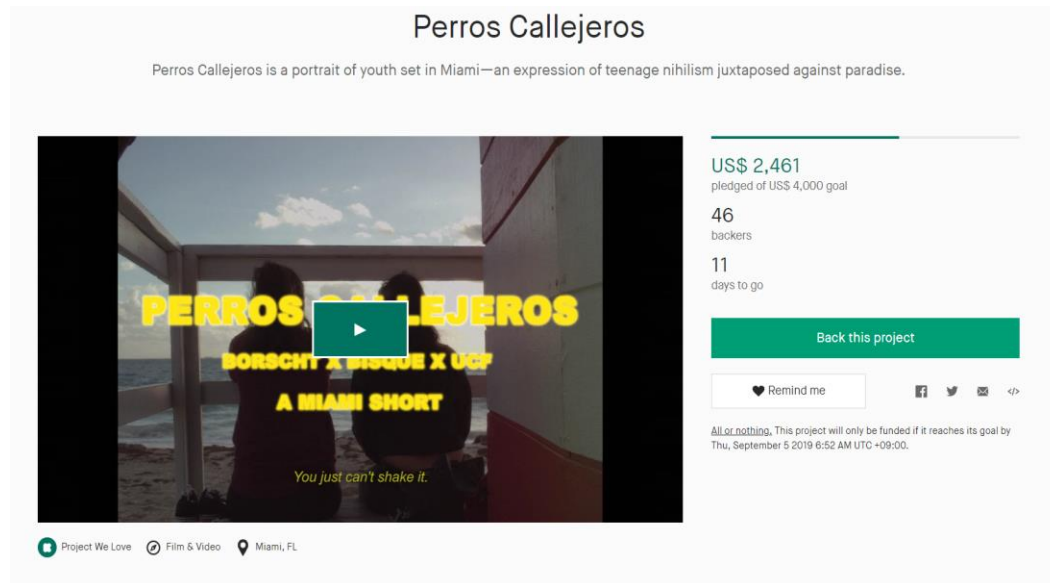 Perros Callejeros
Perros Callejeros is a portrait of youth set in Miami—an expression of teenage nihilism juxtaposed against paradise.
PERROS CALLEJEROS
BORSCHT X BISQUE X UCF
A MIAMI SHORT
You just can't shake it.
Project We Love Film & Video Miami, FL
US$ 2,461
pledged of US$ 4,000 goal
46
backers
11
days to go
Back this project
Remind me
All or nothing. This project will only be funded if it reaches its goal by
Thu, September 5 2019 6:52 AM UTC +09:00.